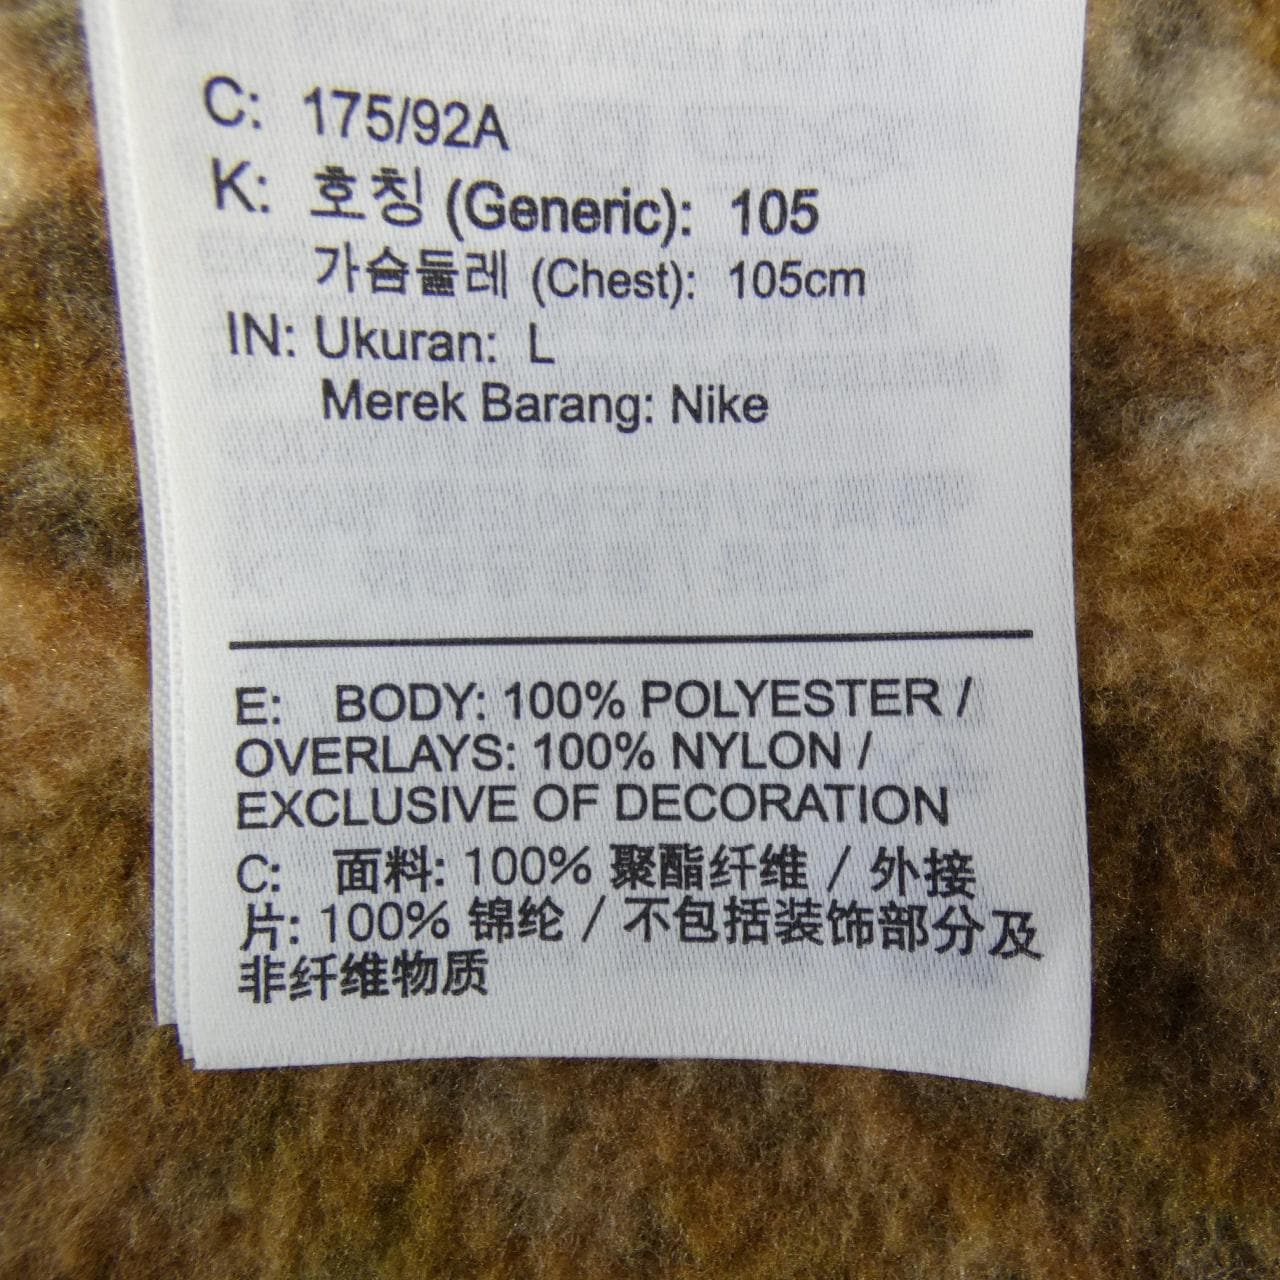 C: 175/92A
K: 호칭 (Generic): 105
가슴둘레 (Chest): 105cm
IN: Ukuran: L
Merek Barang: Nike
E: BODY: 100% POLYESTER /
OVERLAYS: 100% NYLON /
EXCLUSIVE OF DECORATION
C: 面料: 100% 聚酯纤维 / 外接
片: 100% 锦纶 / 不包括装饰部分及
非纤维物质